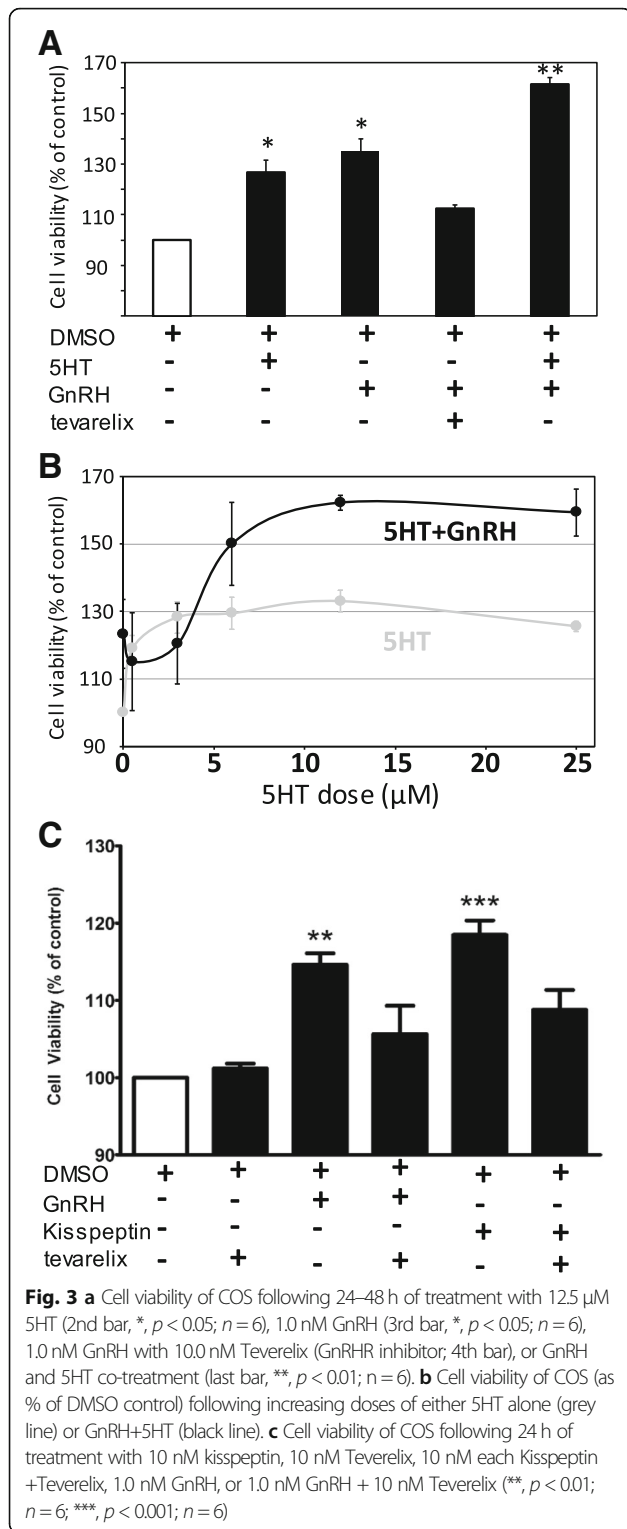 A
Cell viability (% of control)
170
150
130
110
90
*
*
**
DMSO + + + + +
5HT - + - - +
GnRH - - + + +
tevarelix - - - + -
B
Cell viability (% of control)
170
150
130
110
90
5HT+GnRH
5HT
0 5 10 15 20 25
5HT dose (μM)
C
Cell Viability (% of control)
130
120
110
100
90
**
***
DMSO + + + + + +
GnRH - - + + - -
Kisspeptin - - - - + +
tevarelix - + - + - +
Fig. 3 a Cell viability of COS following 24–48 h of treatment with 12.5 μM
5HT (2nd bar, *, p < 0.05; n = 6), 1.0 nM GnRH (3rd bar, *, p < 0.05; n = 6),
1.0 nM GnRH with 10.0 nM Teverelix (GnRHR inhibitor; 4th bar), or GnRH
and 5HT co-treatment (last bar, **, p < 0.01; n = 6). b Cell viability of COS (as
% of DMSO control) following increasing doses of either 5HT alone (grey
line) or GnRH+5HT (black line). c Cell viability of COS following 24 h of
treatment with 10 nM kisspeptin, 10 nM Teverelix, 10 nM each Kisspeptin
+Teverelix, 1.0 nM GnRH, or 1.0 nM GnRH + 10 nM Teverelix (**, p < 0.01;
n = 6; ***, p < 0.001; n = 6)